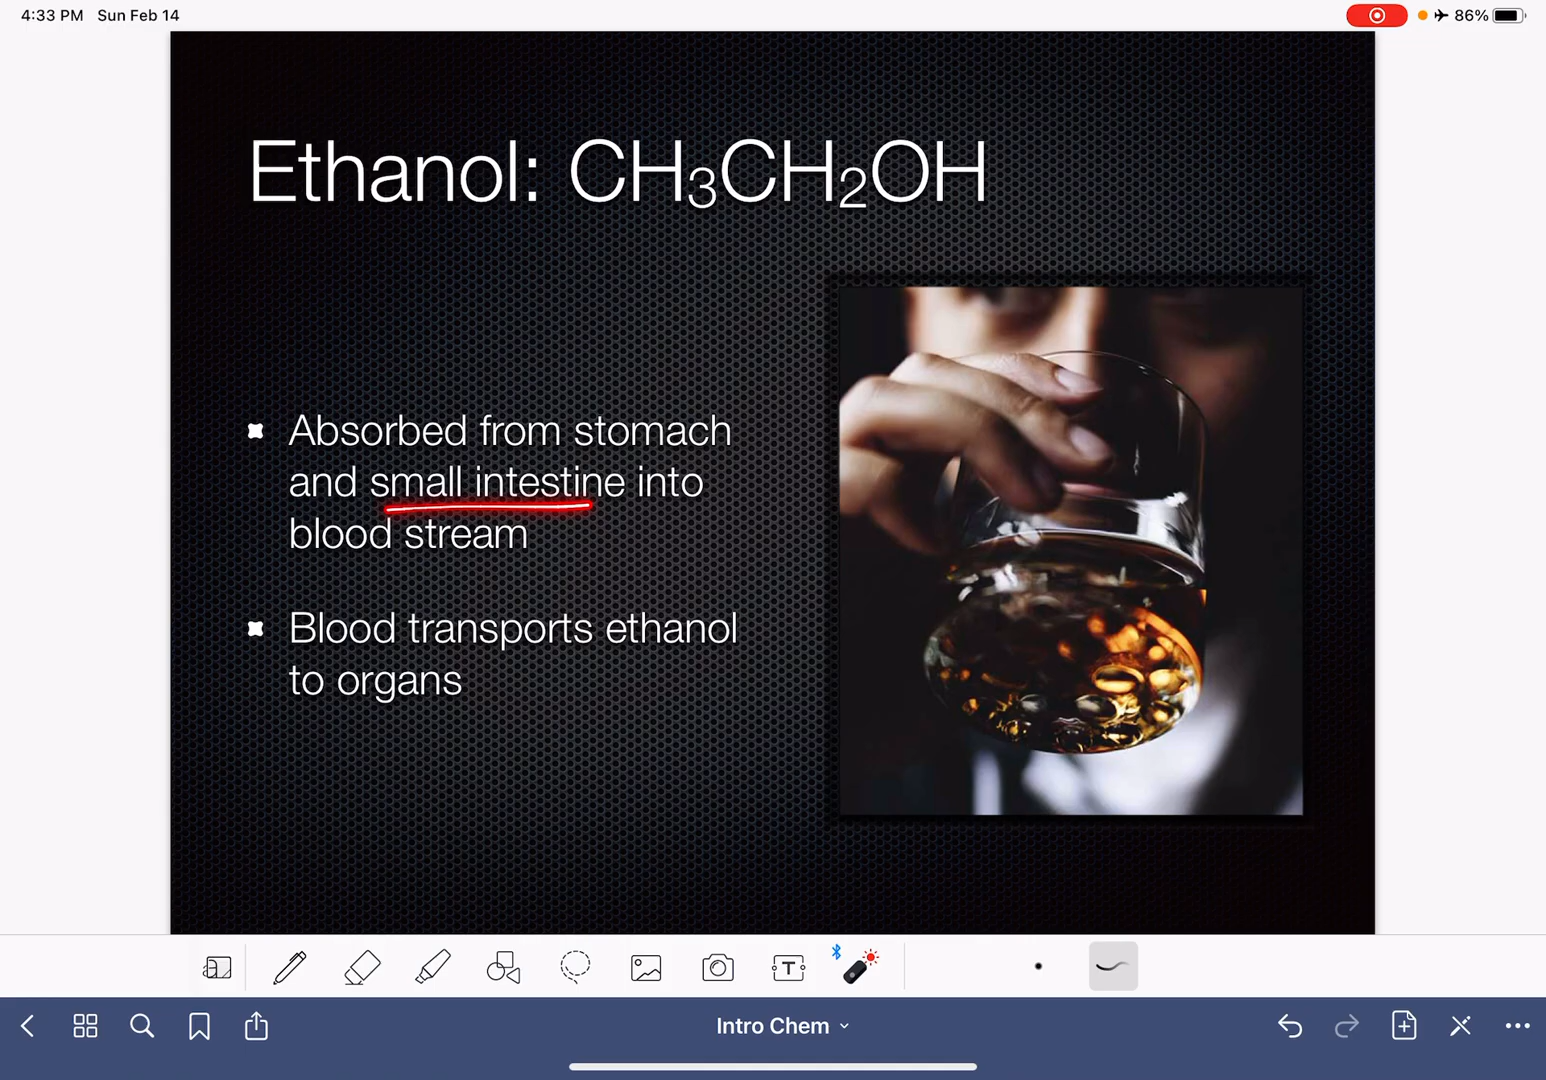 4:33 PM Sun Feb 14
86%
Ethanol: CH₃CH₂OH
Absorbed from stomach
and small intestine into
blood stream
Blood transports ethanol
to organs
a
T
Intro Chem